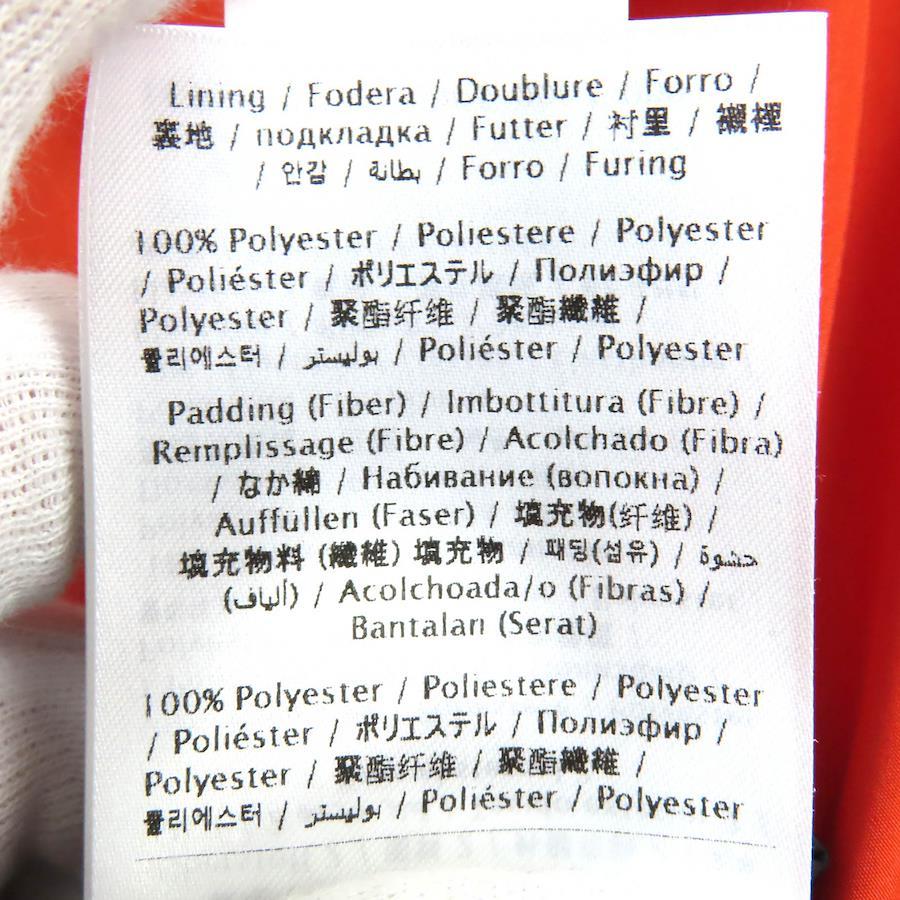 Lining / Fodera / Doublure / Forro /
裏地 / подкладка / Futter / 衬里 / 襯裡
/ 안감 / بطانة / Forro / Furing
100% Polyester / Poliestere / Polyester
/ Poliéster / ポリエステル / Полиэфир /
Polyester / 聚酯纤维 / 聚酯纖維 /
폴리에스터 / بوليستر / Poliéster / Polyester
Padding (Fiber) / Imbottitura (Fibre) /
Remplissage (Fibre) / Acolchado (Fibra)
/ なか綿 / Набивание (вопокна) /
Auffüllen (Faser) / 填充物(纤维) /
填充物料 (纖維) 填充物 / 패딩(섬유) / حشوة
(ألياف) / Acolchoada/o (Fibras) /
Bantalan (Serat)
100% Polyester / Poliestere / Polyester
/ Poliéster / ポリエステル / Полиэфир /
Polyester / 聚酯纤维 / 聚酯纖維 /
폴리에스터 / بوليستر / Poliéster / Polyester